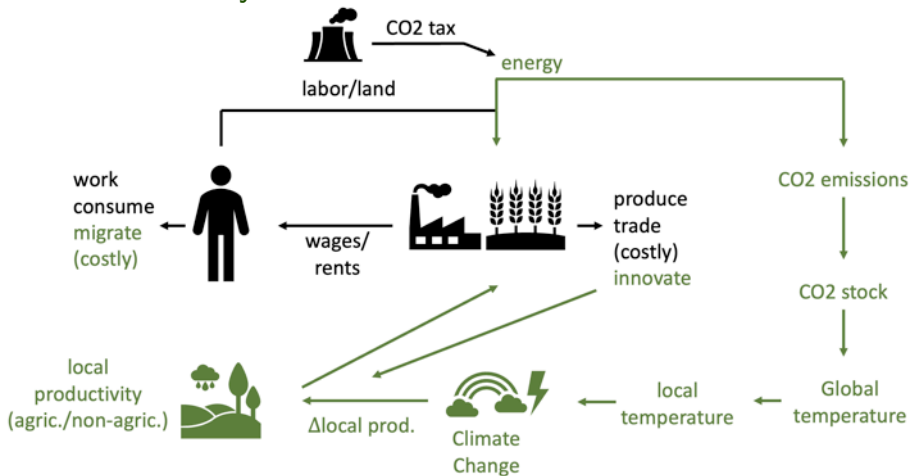 CO2 tax
energy
labor/land
work
consume
migrate
(costly)
wages/
rents
produce
trade
(costly)
innovate
CO2 emissions
CO2 stock
local
productivity
(agric./non-agric.)
Δlocal prod.
Climate
Change
local
temperature
Global
temperature